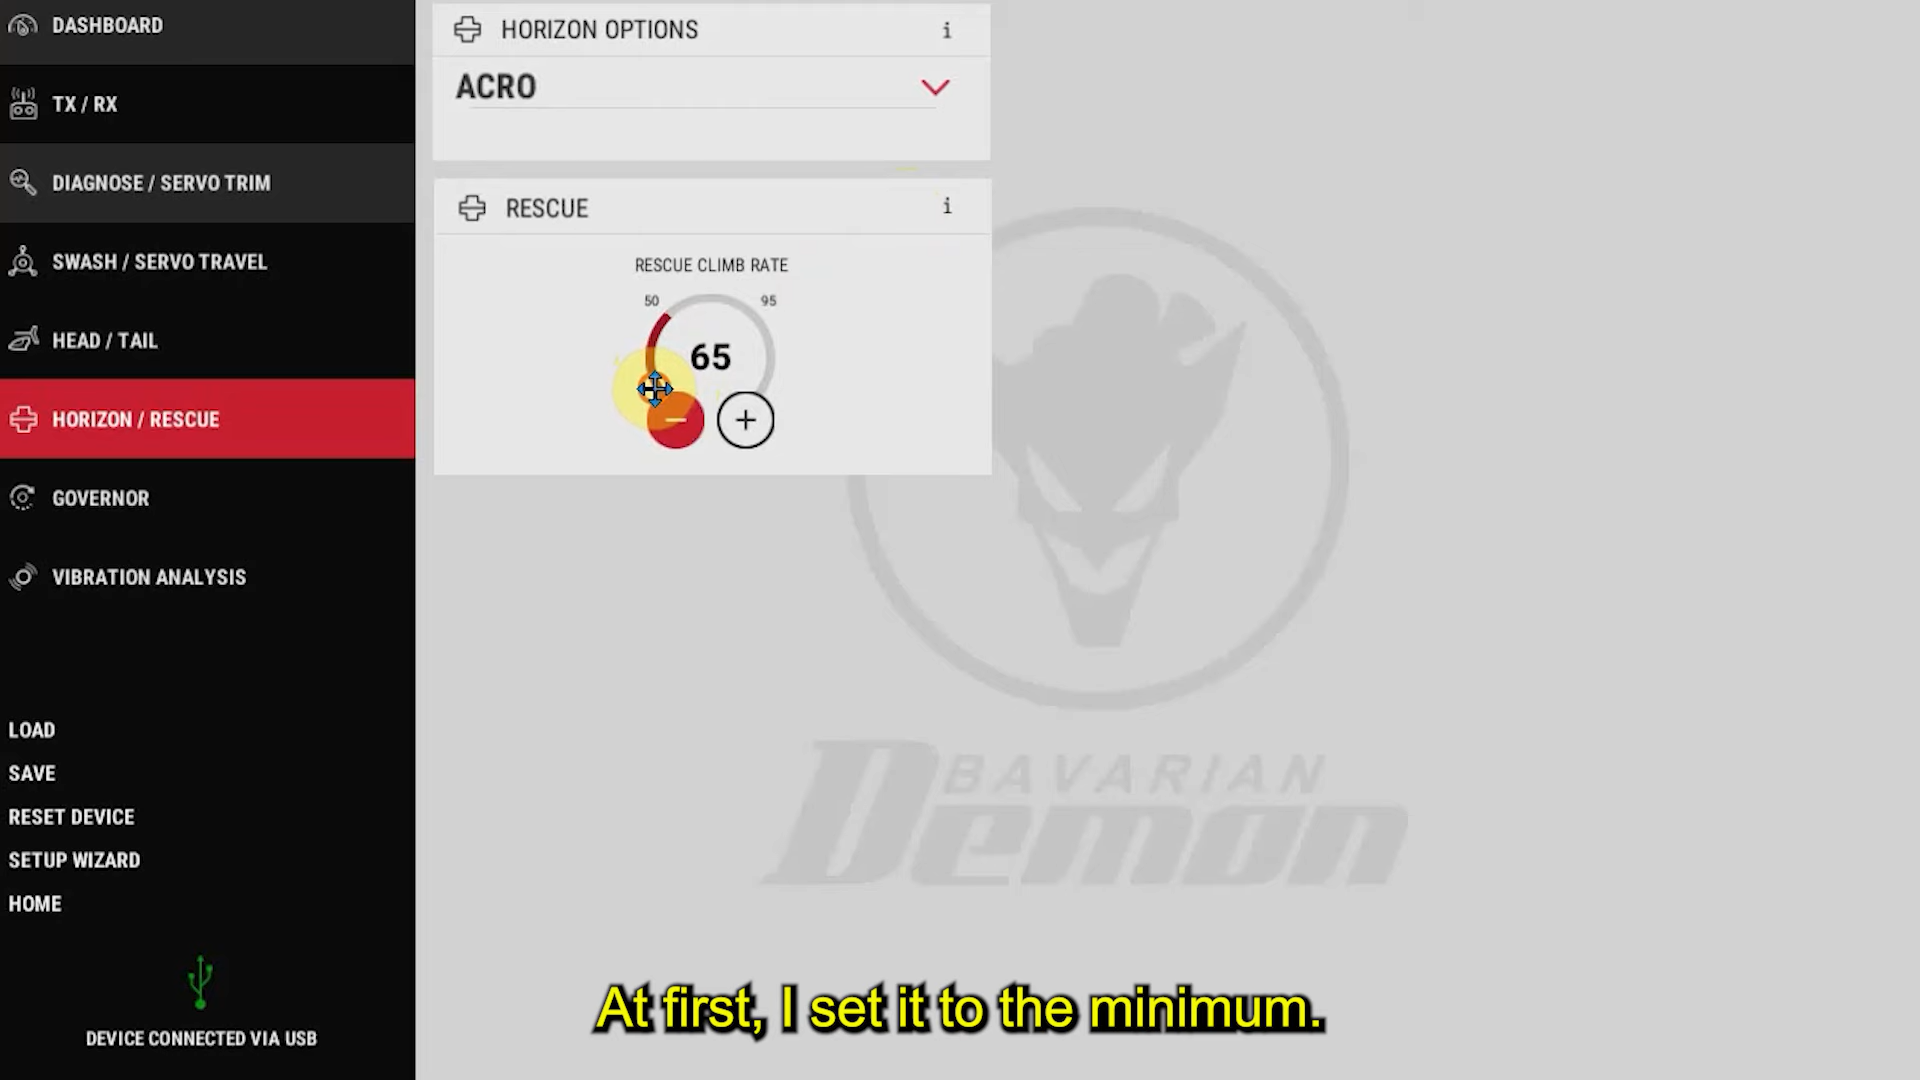 DASHBOARD
TX / RX
DIAGNOSE / SERVO TRIM
SWASH / SERVO TRAVEL
HEAD / TAIL
HORIZON / RESCUE
GOVERNOR
VIBRATION ANALYSIS
LOAD
SAVE
RESET DEVICE
SETUP WIZARD
HOME
DEVICE CONNECTED VIA USB
HORIZON OPTIONS i
ACRO
RESCUE i
RESCUE CLIMB RATE
50 95
65
BAVARIAN
Demon
At first, I set it to the minimum.